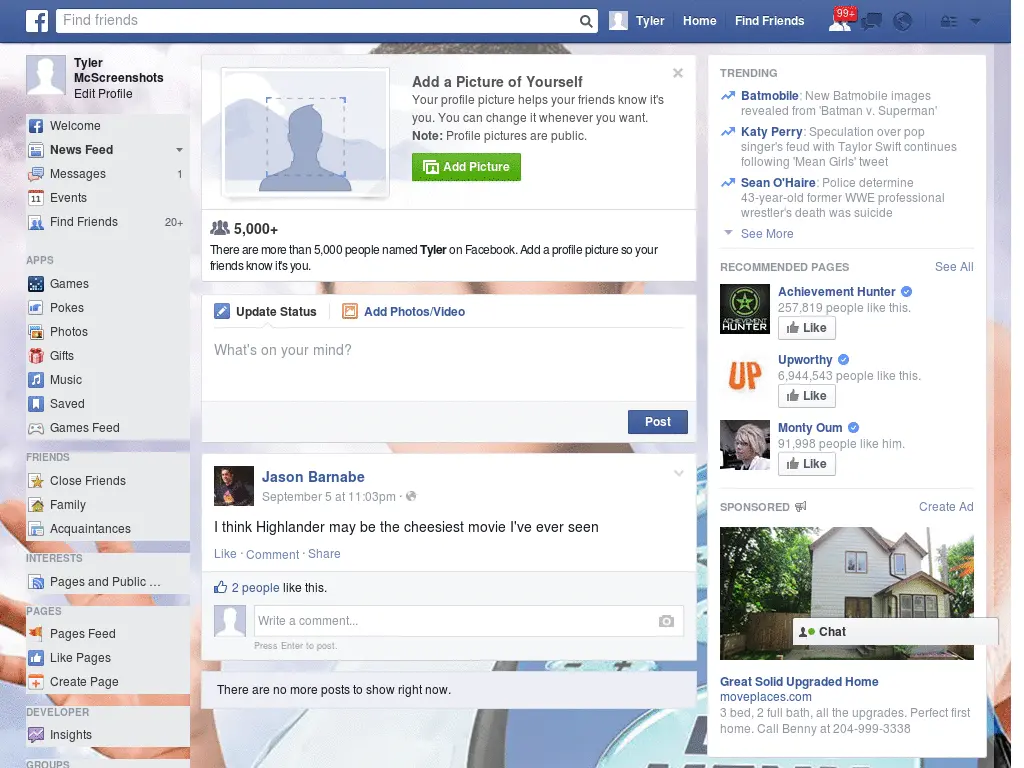 Find friends
Tyler
Home
Find Friends
99+
Tyler
McScreenshots
Edit Profile
Welcome
News Feed
Messages 1
11 Events
Find Friends 20+
APPS
Games
Pokes
Photos
Gifts
Music
Saved
Games Feed
FRIENDS
Close Friends
Family
Acquaintances
INTERESTS
Pages and Public ...
PAGES
Pages Feed
Like Pages
Create Page
DEVELOPER
Insights
GROUPS
Add a Picture of Yourself
Your profile picture helps your friends know it's
you. You can change it whenever you want.
Note: Profile pictures are public.
Add Picture
5,000+
There are more than 5,000 people named Tyler on Facebook. Add a profile picture so your
friends know it's you.
Update Status
Add Photos/Video
What's on your mind?
Post
Jason Barnabe
September 5 at 11:03pm ·
I think Highlander may be the cheesiest movie I've ever seen
Like · Comment · Share
2 people like this.
Write a comment...
Press Enter to post.
There are no more posts to show right now.
TRENDING
Batmobile: New Batmobile images
revealed from 'Batman v. Superman'
Katy Perry: Speculation over pop
singer's feud with Taylor Swift continues
following 'Mean Girls' tweet
Sean O'Haire: Police determine
43-year-old former WWE professional
wrestler's death was suicide
See More
RECOMMENDED PAGES See All
ACHIEVEMENT
HUNTER
Achievement Hunter
257,819 people like this.
Like
UP
Upworthy
6,944,543 people like this.
Like
Monty Oum
91,998 people like him.
Like
SPONSORED Create Ad
Chat
Great Solid Upgraded Home
moveplaces.com
3 bed, 2 full bath, all the upgrades. Perfect first
home. Call Benny at 204-999-3338